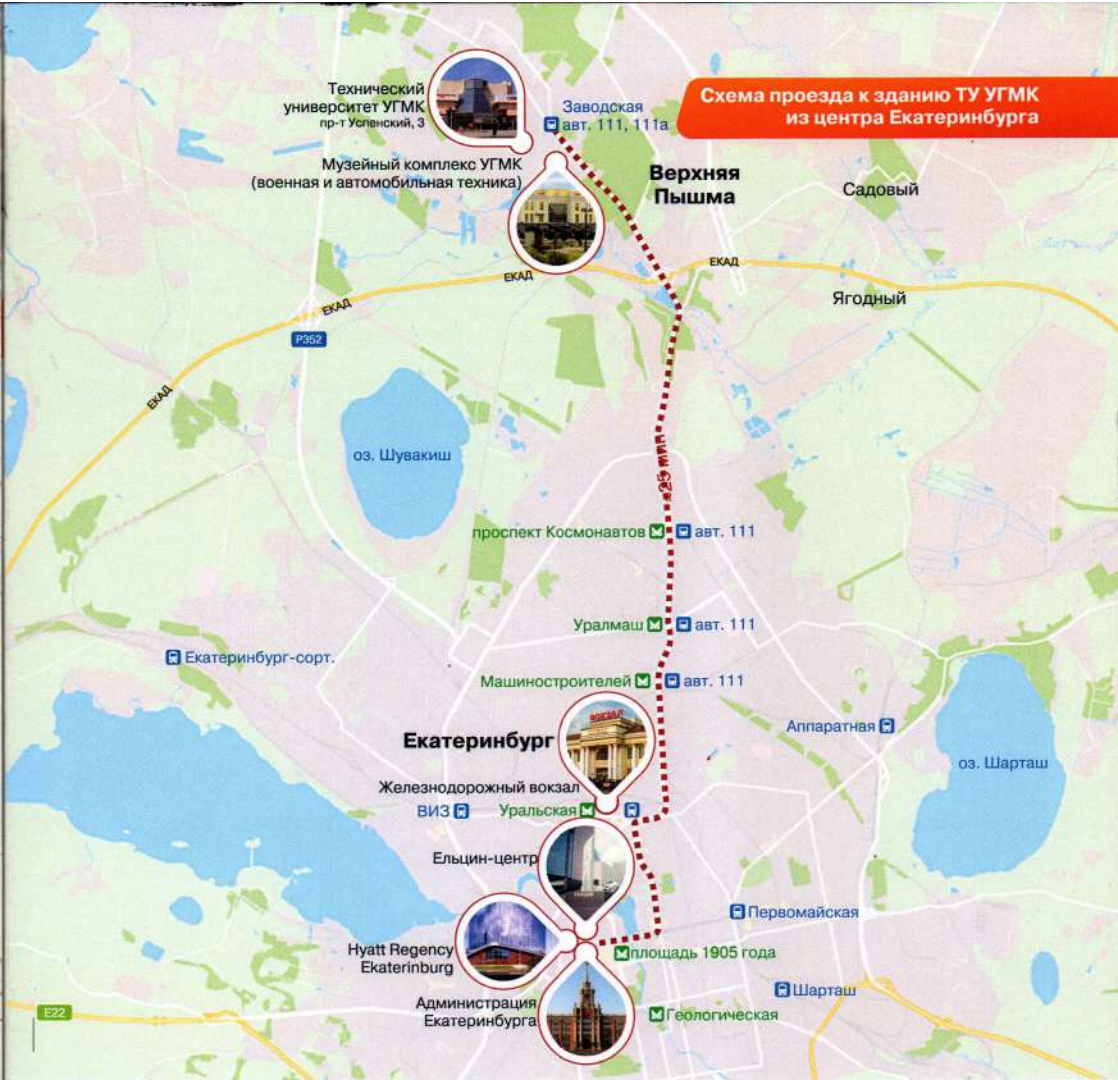 Схема проезда к зданию ТУ УГМК
из центра Екатеринбурга
Технический
университет УГМК
пр-т Успенский, 3
Заводская
авт. 111, 111а
Музейный комплекс УГМК
(военная и автомобильная техника)
Верхняя
Пышма
Садовый
ЕКАД
ЕКАД
Ягодный
ЕКАД
Р352
ЕКАД
оз. Шувакиш
25 мин
проспект Космонавтов
авт. 111
Уралмаш
авт. 111
Екатеринбург-сорт.
Машиностроителей
авт. 111
ВОКЗАЛ
Аппаратная
Екатеринбург
оз. Шарташ
Железнодорожный вокзал
ВИЗ
Уральская
Ельцин-центр
Первомайская
Hyatt Regency
Ekaterinburg
площадь 1905 года
Шарташ
Администрация
Екатеринбурга
Геологическая
E22